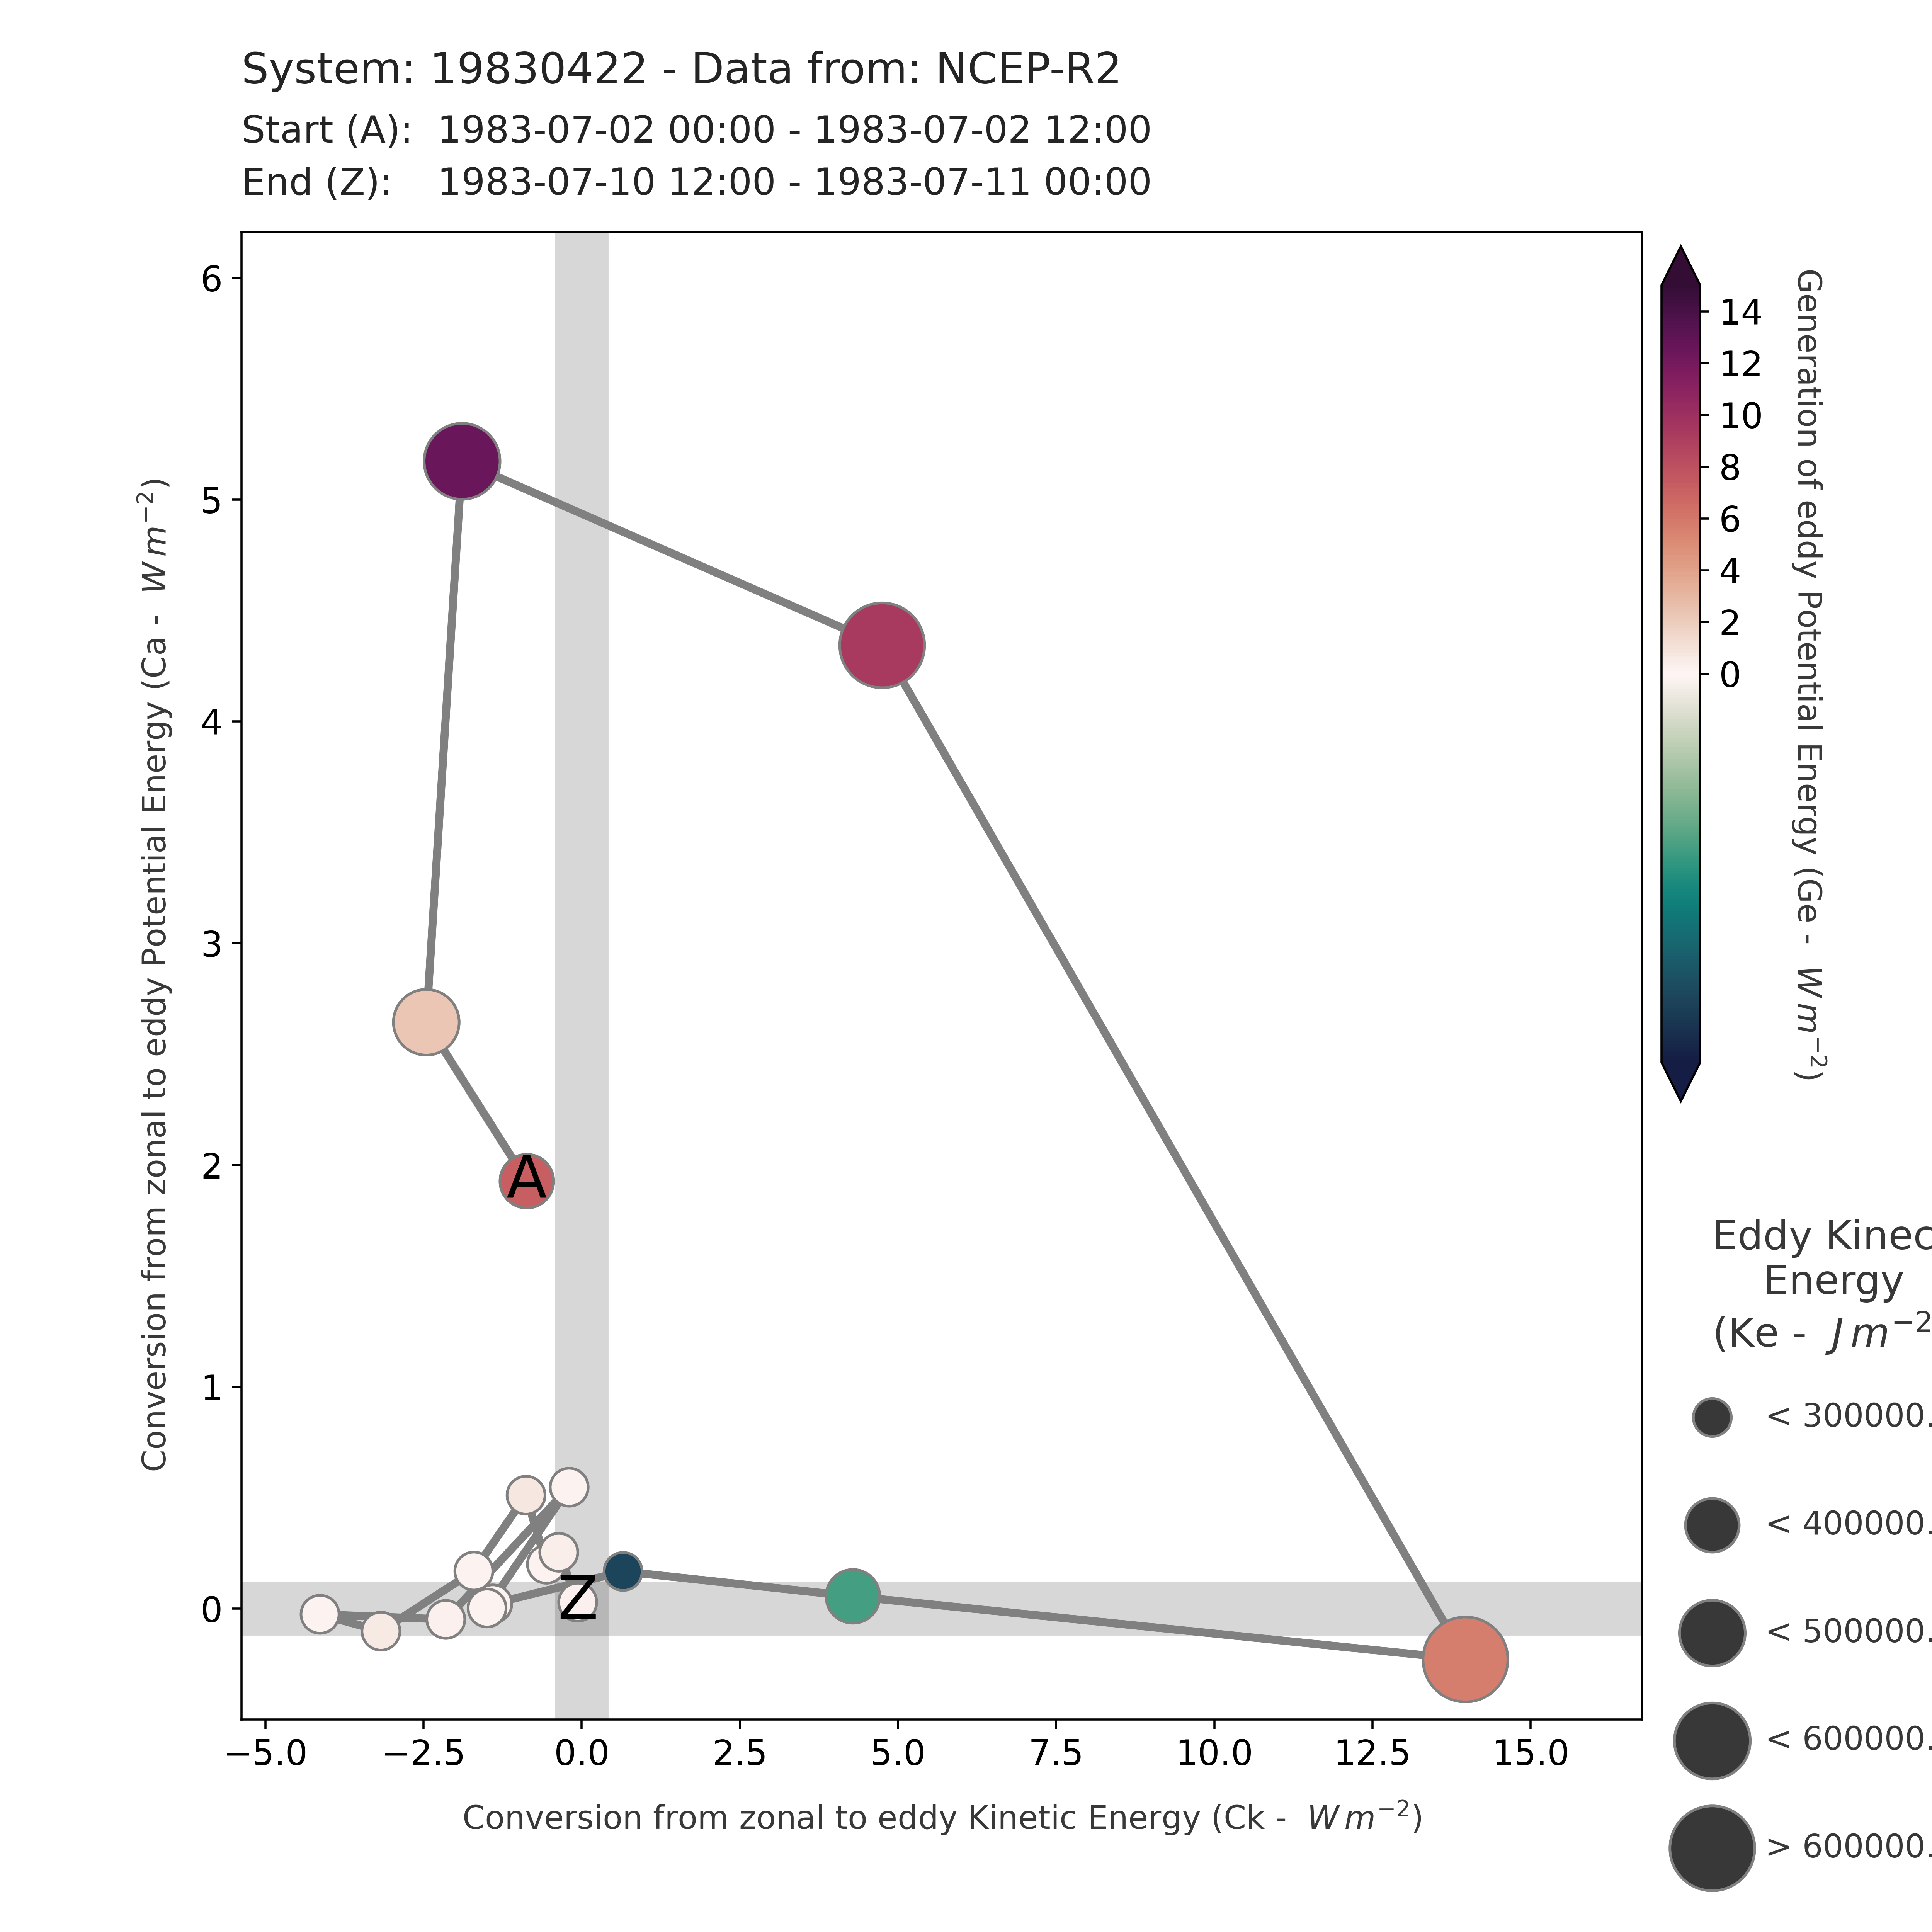 System: 19830422 - Data from: NCEP-R2
Start (A): 1983-07-02 00:00 - 1983-07-02 12:00
End (Z): 1983-07-10 12:00 - 1983-07-11 00:00
Conversion from zonal to eddy Potential Energy (Ca - W m⁻²)
6
5
4
3
2
1
0
A
Z
−5.0
−2.5
0.0
2.5
5.0
7.5
10.0
12.5
15.0
Conversion from zonal to eddy Kinetic Energy (Ck - W m⁻²)
14
12
10
8
6
4
2
0
Generation of eddy Potential Energy (Ge - W m⁻²)
Eddy Kinec
Energy
(Ke - J m⁻²
< 300000.
< 400000.
< 500000.
< 600000.
> 600000.